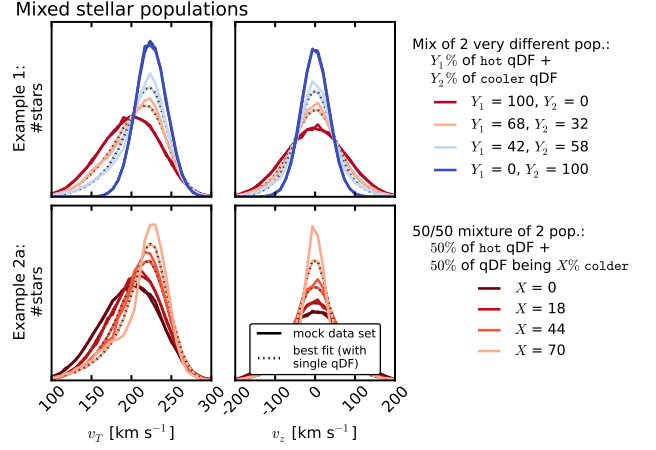 Mixed stellar populations
Example 1:
#stars
Mix of 2 very different pop.:
Y₁% of hot qDF +
Y₂% of cooler qDF
Y₁ = 100, Y₂ = 0
Y₁ = 68, Y₂ = 32
Y₁ = 42, Y₂ = 58
Y₁ = 0, Y₂ = 100
Example 2a:
#stars
50/50 mixture of 2 pop.:
50% of hot qDF +
50% of qDF being X% colder
X = 0
X = 18
X = 44
X = 70
mock data set
best fit (with
single qDF)
100 150 200 250 300
-200 -100 0 100 200
v_T [km s⁻¹]
v_z [km s⁻¹]